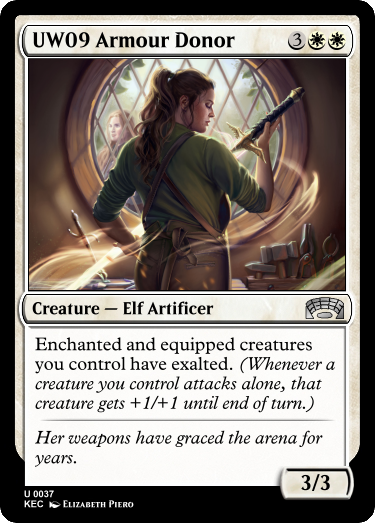 UW09 Armour Donor 3
Creature — Elf Artificer
Enchanted and equipped creatures
you control have exalted. (Whenever a
creature you control attacks alone, that
creature gets +1/+1 until end of turn.)
Her weapons have graced the arena for
years.
3/3
U 0037
KEC Elizabeth Piero